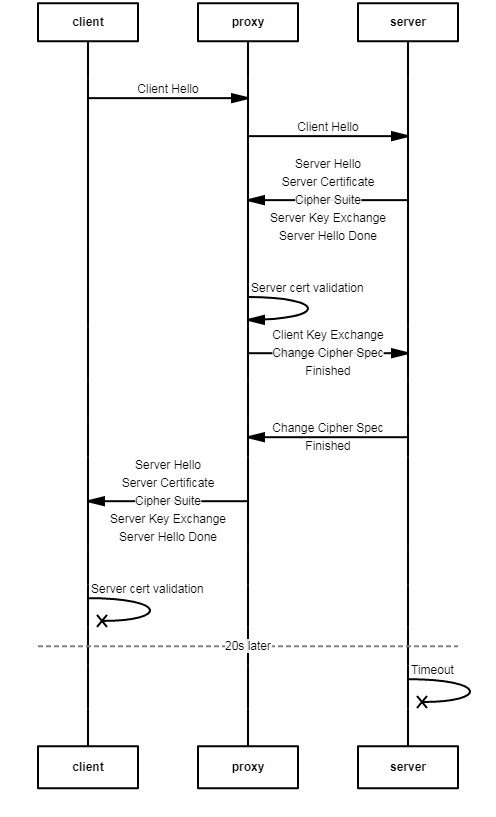 client
proxy
server
Client Hello
Client Hello
Server Hello
Server Certificate
Cipher Suite
Server Key Exchange
Server Hello Done
Server cert validation
Client Key Exchange
Change Cipher Spec
Finished
Change Cipher Spec
Finished
Server Hello
Server Certificate
Cipher Suite
Server Key Exchange
Server Hello Done
Server cert validation
20s later
Timeout
client
proxy
server